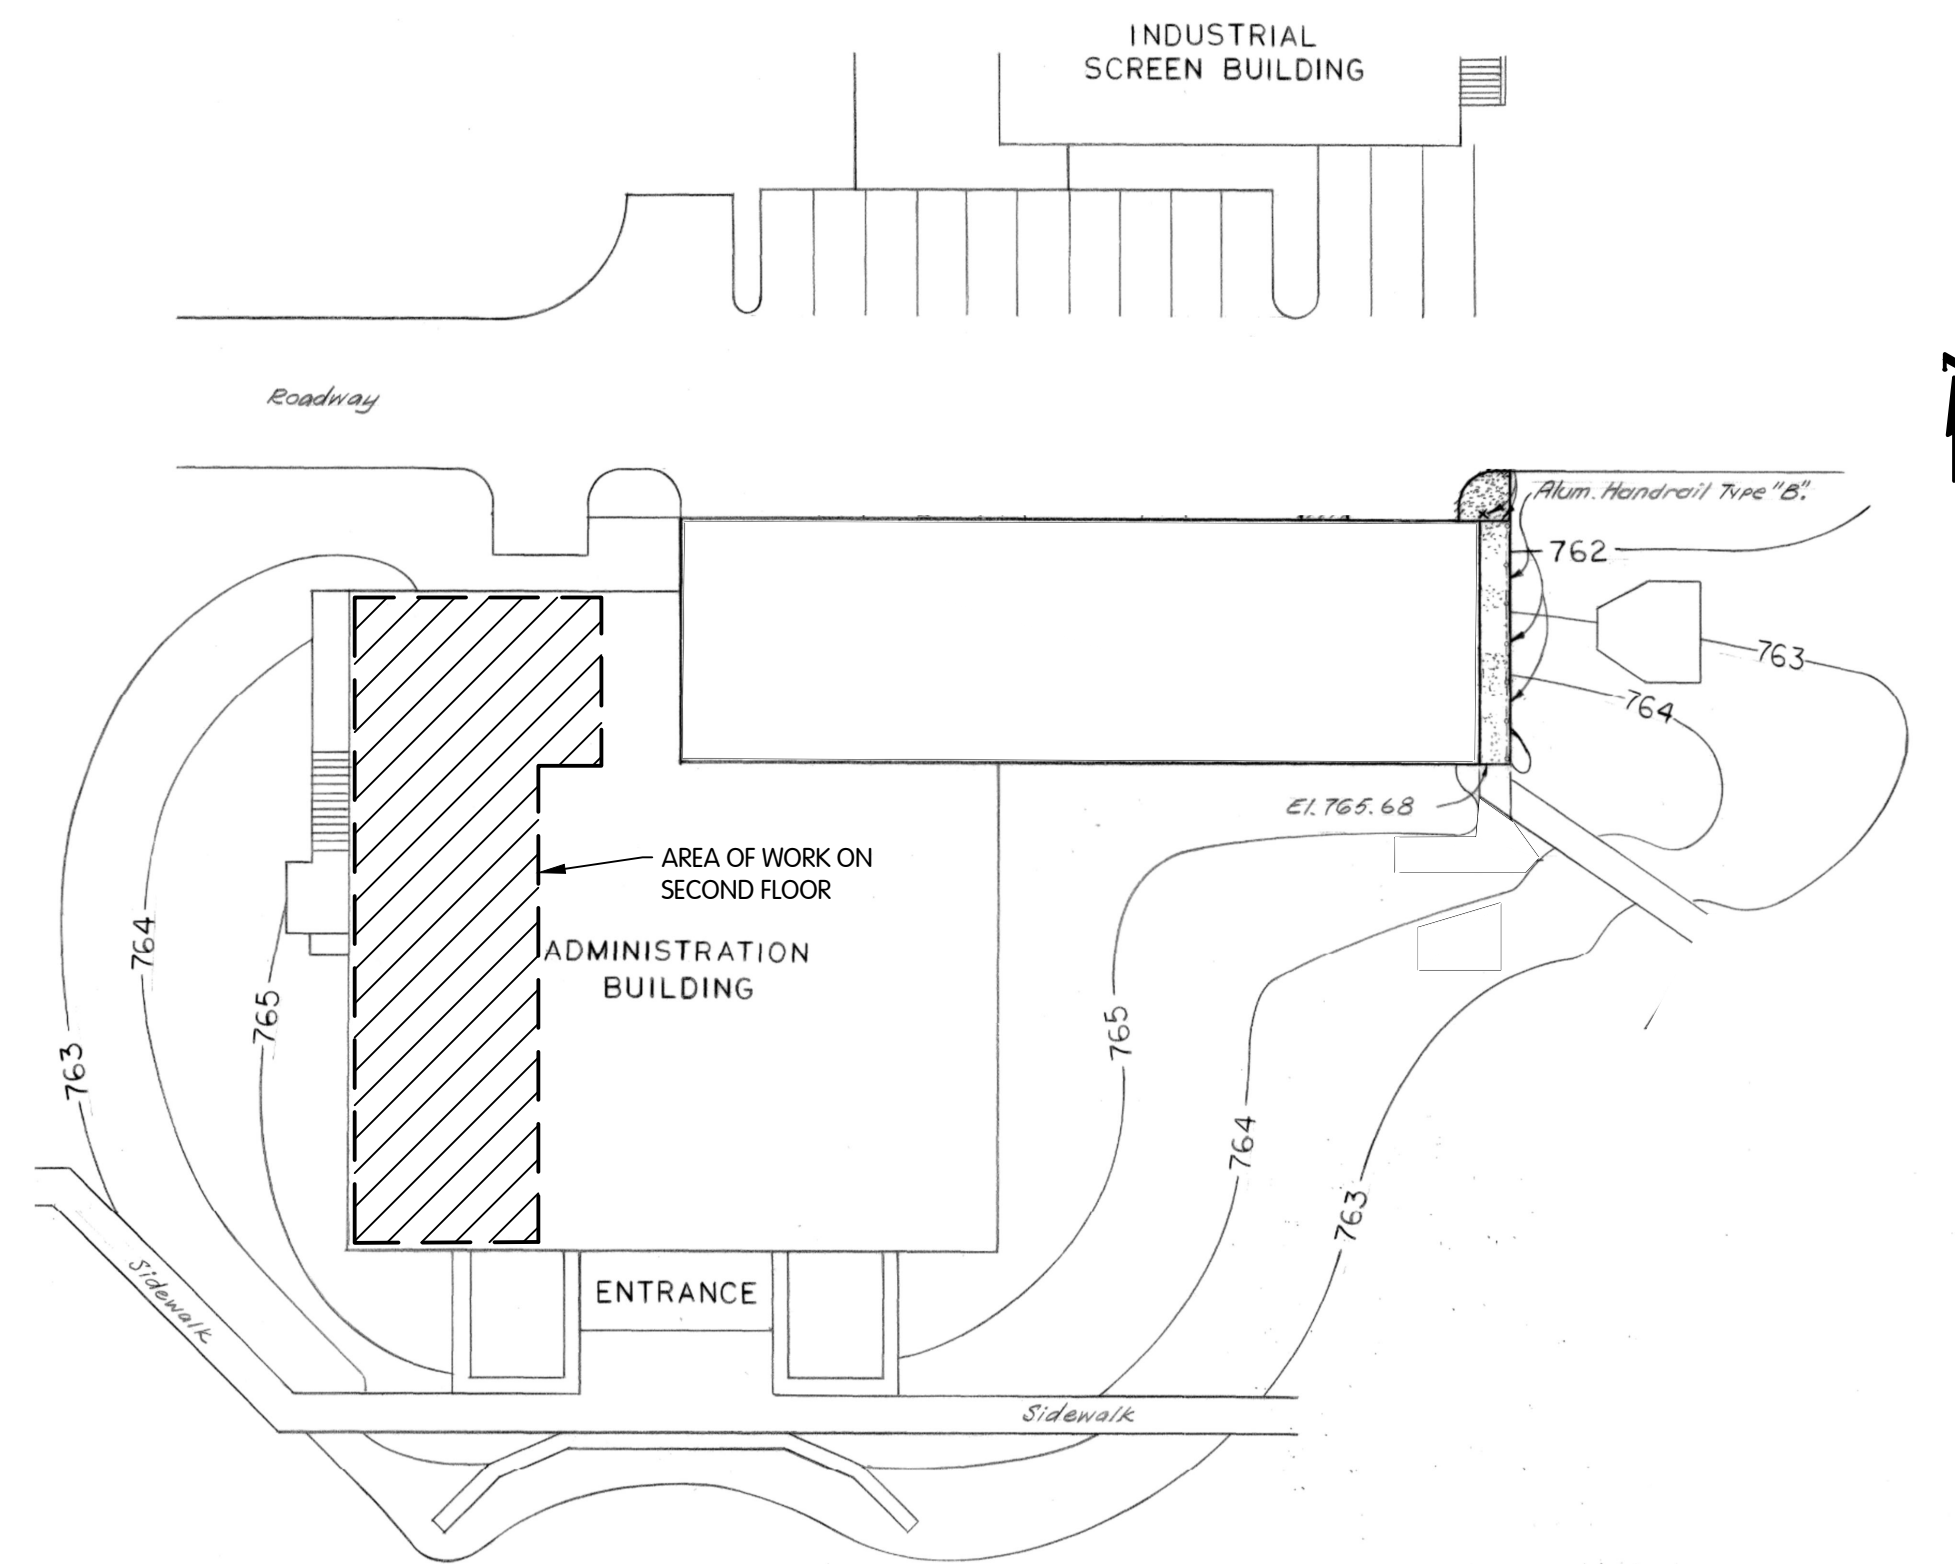 INDUSTRIAL
SCREEN BUILDING
Roadway
Alum. Handrail Type "B".
762
763
764
El. 765.68
AREA OF WORK ON
SECOND FLOOR
ADMINISTRATION
BUILDING
764
765
763
765
764
763
Sidewalk
ENTRANCE
Sidewalk